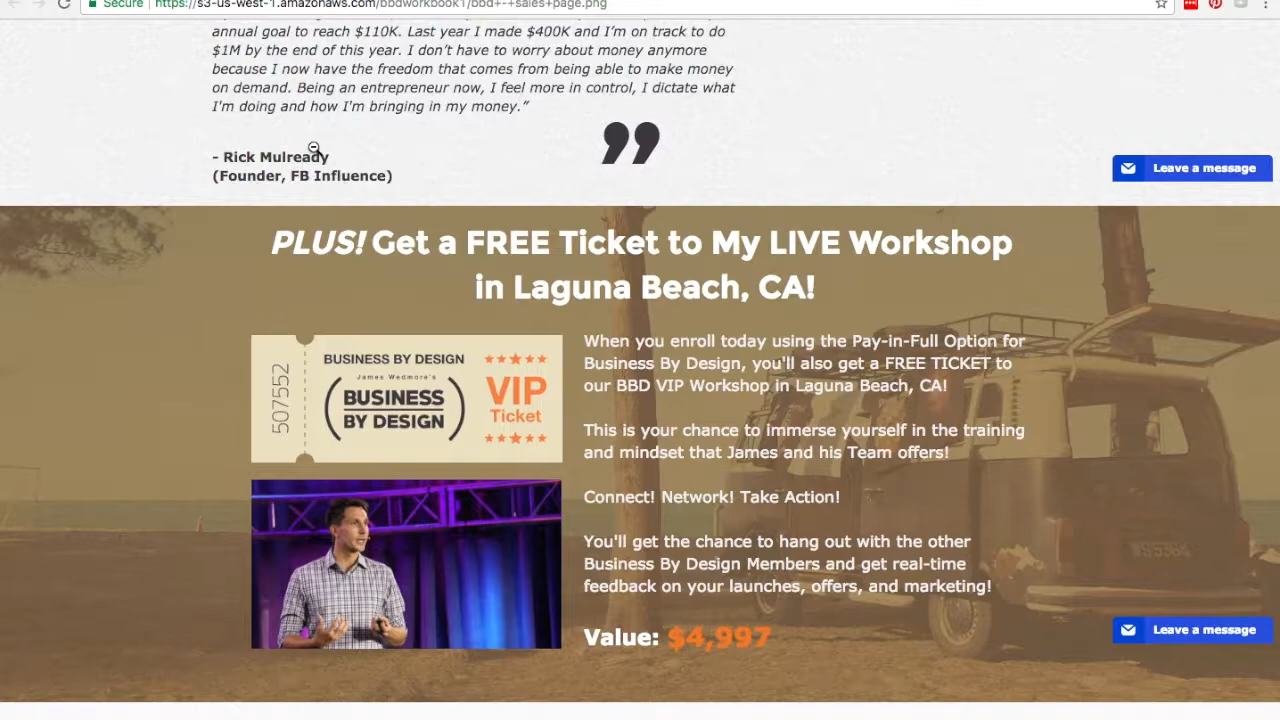 Secure https://s3-us-west-1.amazonaws.com/bbdworkbook1/bbd+-+sales+page.png
annual goal to reach $110K. Last year I made $400K and I'm on track to do
$1M by the end of this year. I don't have to worry about money anymore
because I now have the freedom that comes from being able to make money
on demand. Being an entrepreneur now, I feel more in control, I dictate what
I'm doing and how I'm bringing in my money.”
”
- Rick Mulready
(Founder, FB Influence)
Leave a message
PLUS! Get a FREE Ticket to My LIVE Workshop
in Laguna Beach, CA!
507552
BUSINESS BY DESIGN
James Wedmore's
BUSINESS
BY DESIGN
VIP
Ticket
When you enroll today using the Pay-in-Full Option for
Business By Design, you'll also get a FREE TICKET to
our BBD VIP Workshop in Laguna Beach, CA!
This is your chance to immerse yourself in the training
and mindset that James and his Team offers!
Connect! Network! Take Action!
You'll get the chance to hang out with the other
Business By Design Members and get real-time
feedback on your launches, offers, and marketing!
Value: $4,997
Leave a message